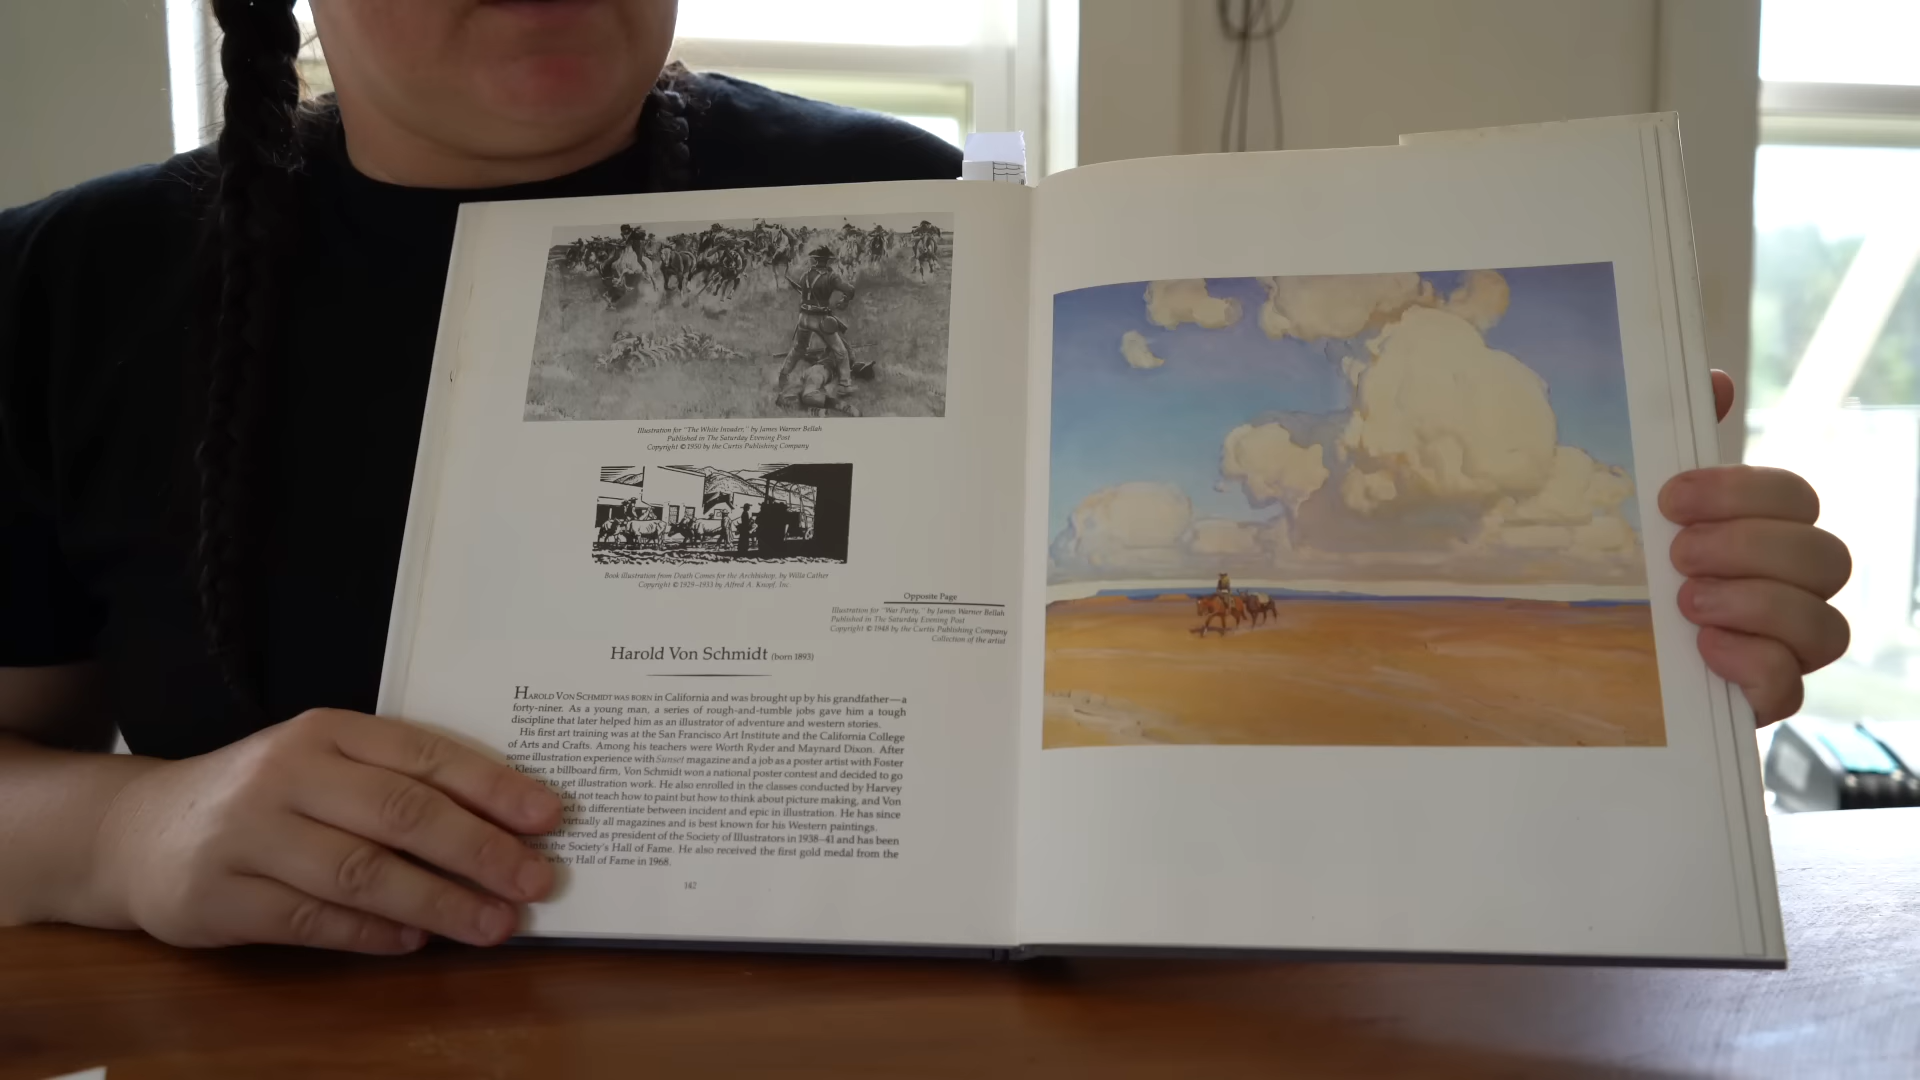 Illustration for "The White Invader," by James Warner Bellah
Published in The Saturday Evening Post
Copyright © 1950 by the Curtis Publishing Company
Book illustration from Death Comes for the Archbishop, by Willa Cather
Copyright © 1929–1933 by Alfred A. Knopf, Inc.
Opposite Page
Illustration for "War Party," by James Warner Bellah
Published in The Saturday Evening Post
Copyright © 1948 by the Curtis Publishing Company
Collection of the artist
Harold Von Schmidt (born 1893)
HAROLD VON SCHMIDT WAS BORN in California and was brought up by his grandfather—a
forty-niner. As a young man, a series of rough-and-tumble jobs gave him a tough
discipline that later helped him as an illustrator of adventure and western stories.
His first art training was at the San Francisco Art Institute and the California College
of Arts and Crafts. Among his teachers were Worth Ryder and Maynard Dixon. After
some illustration experience with Sunset magazine and a job as a poster artist with Foster
Kleiser, a billboard firm, Von Schmidt won a national poster contest and decided to go
to get illustration work. He also enrolled in the classes conducted by Harvey
did not teach how to paint but how to think about picture making, and Von
to differentiate between incident and epic in illustration. He has since
virtually all magazines and is best known for his Western paintings.
served as president of the Society of Illustrators in 1938–41 and has been
into the Society's Hall of Fame. He also received the first gold medal from the
Hall of Fame in 1968.
142